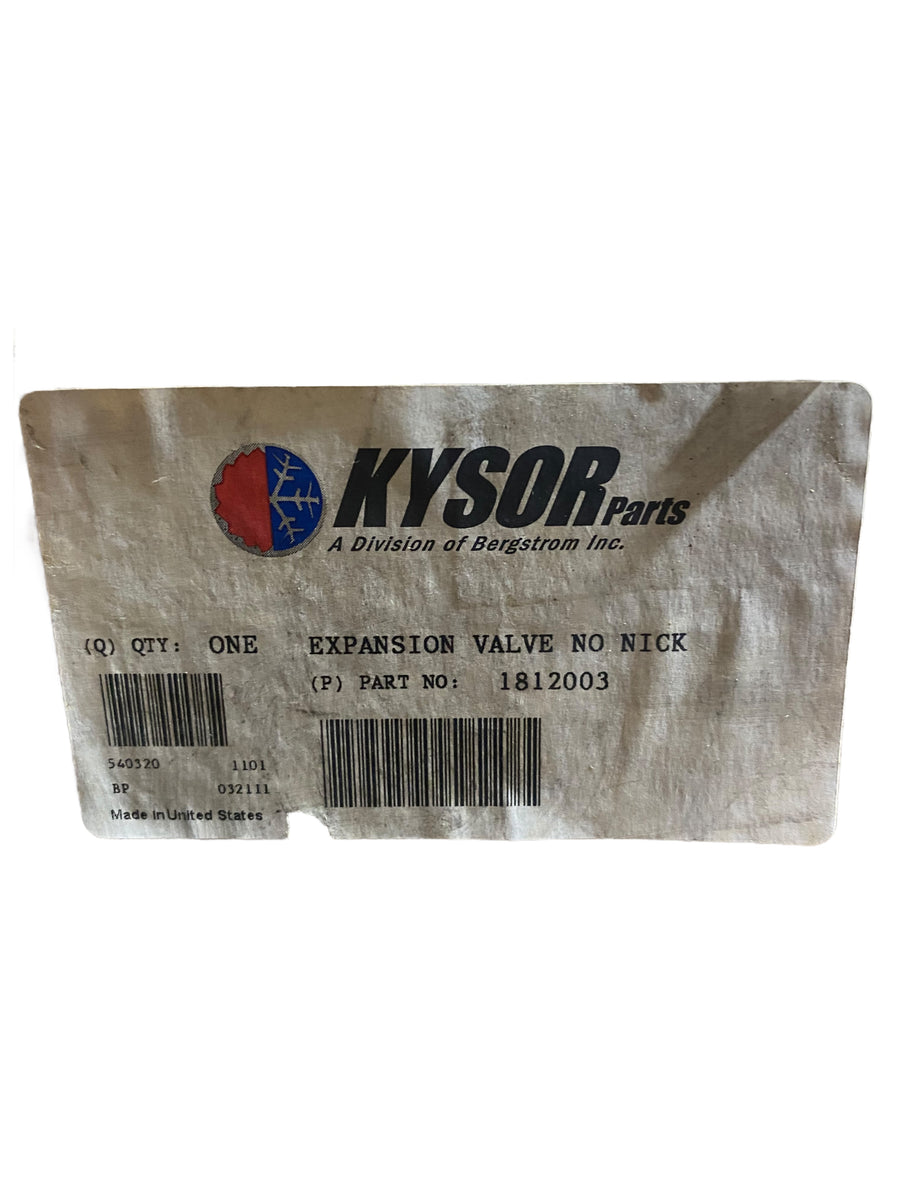 KYSOR Parts
A Division of Bergstrom Inc.
(Q) QTY: ONE EXPANSION VALVE NO NICK
(P) PART NO: 1812003
540320 1101
BP 032111
Made in United States